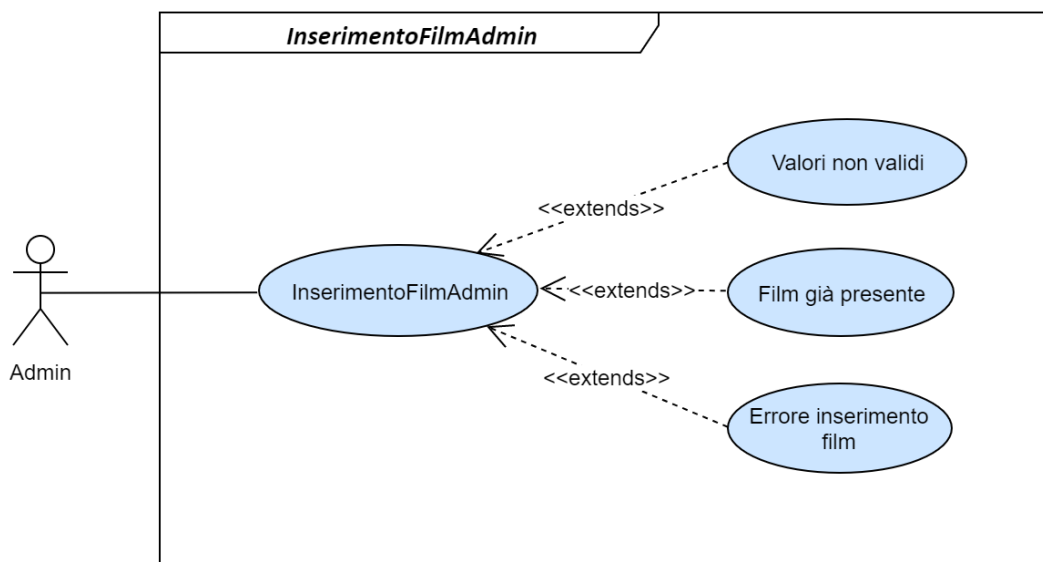 InserimentoFilmAdmin
Valori non validi
<<extends>>
InserimentoFilmAdmin
<<extends>>
Film già presente
Admin
<<extends>>
Errore inserimento
film